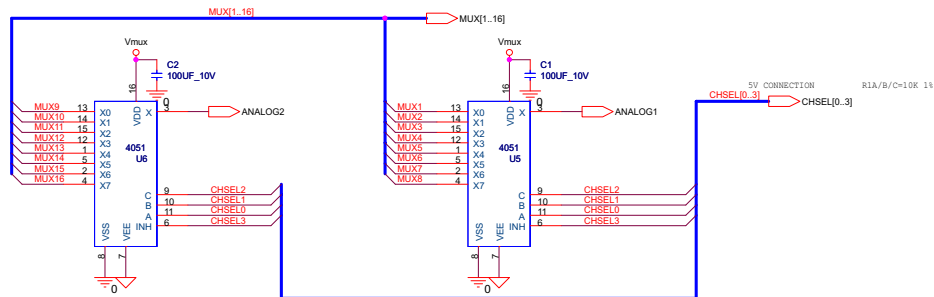 MUX[1..16]
MUX[1..16]
Vmux
C2
100UF_10V
16
0
MUX9 13 X0 VDD X 3 ANALOG2
MUX10 14 X1
MUX11 15 X2
MUX12 12 X3
MUX13 1 X4 4051
MUX14 5 X5 U6
MUX15 2 X6
MUX16 4 X7
C 9 CHSEL2
B 10 CHSEL1
A 11 CHSEL0
INH 6 CHSEL3
VSS VEE
8 7
0
Vmux
C1
100UF_10V
16
0
MUX1 13 X0 VDD X 3 ANALOG1
MUX2 14 X1
MUX3 15 X2
MUX4 12 X3
MUX5 1 X4 4051
MUX6 5 X5 U5
MUX7 2 X6
MUX8 4 X7
C 9 CHSEL2
B 10 CHSEL1
A 11 CHSEL0
INH 6 CHSEL3
VSS VEE
8 7
0
5V CONNECTION R1A/B/C=10K 1%
CHSEL[0..3]
CHSEL[0..3]